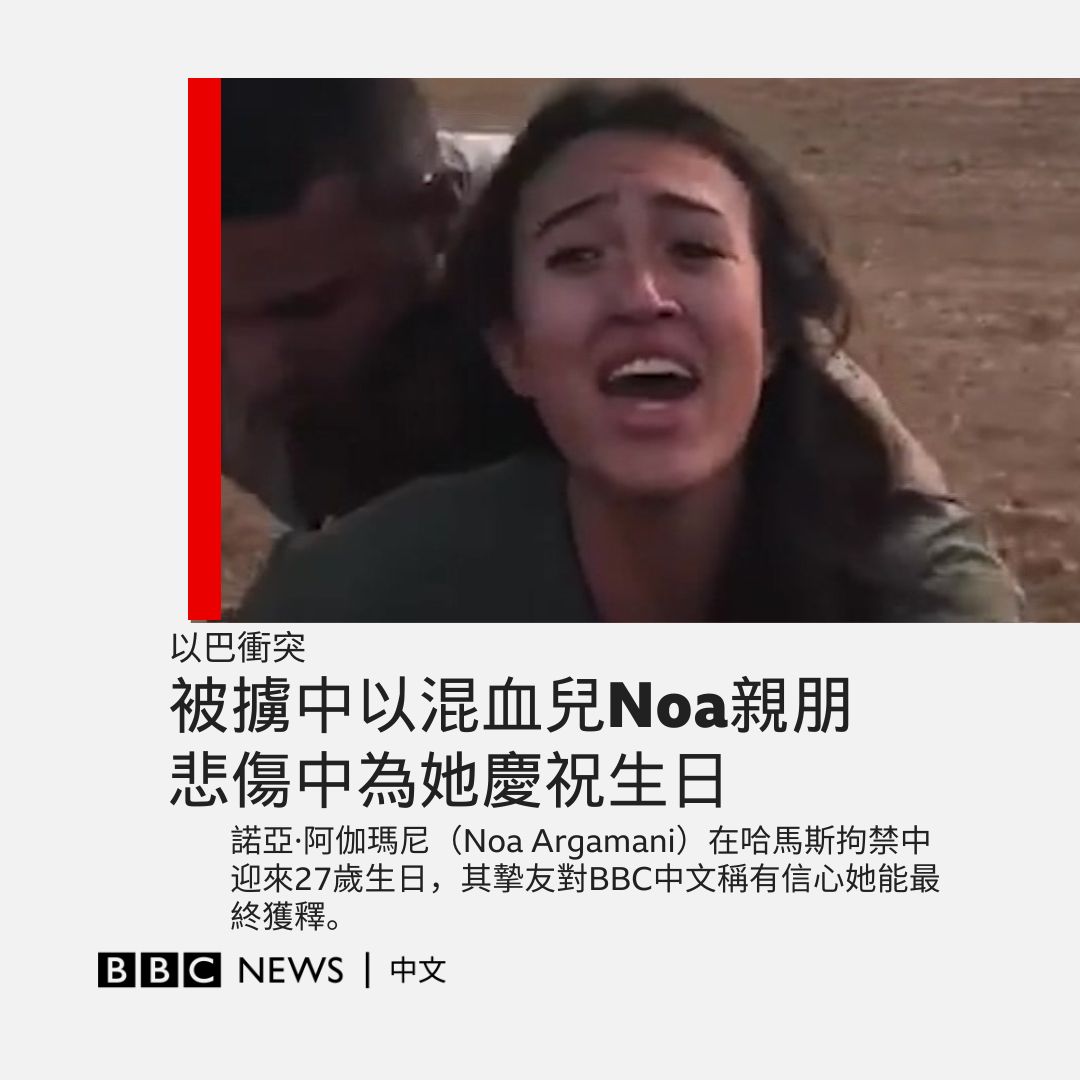 以巴衝突
被擄中以混血兒Noa親朋
悲傷中為她慶祝生日
諾亞·阿伽瑪尼（Noa Argamani）在哈馬斯拘禁中
迎來27歲生日，其摯友對BBC中文稱有信心她能最
終獲釋。
BBC NEWS | 中文